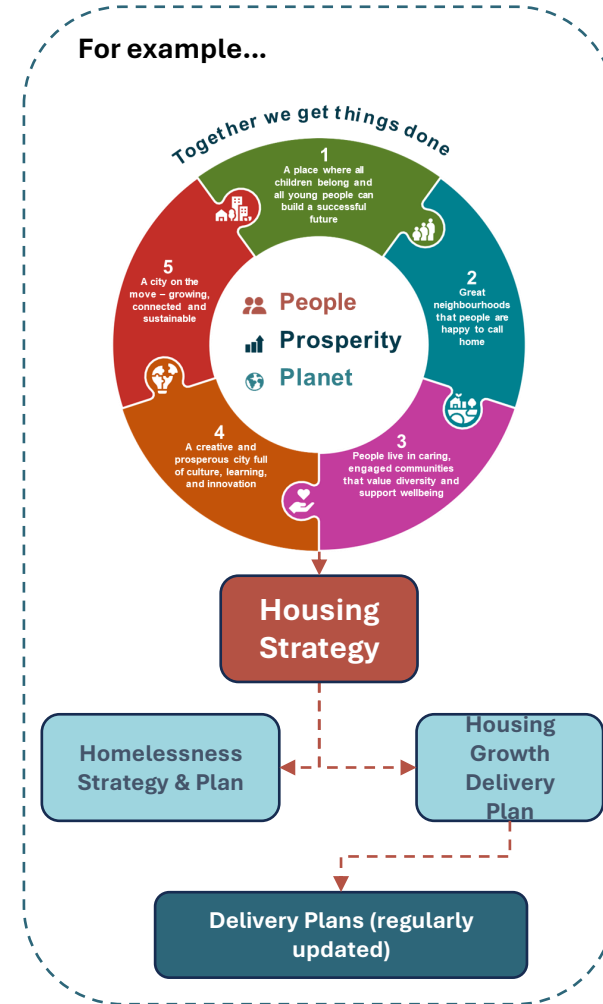 For example...
Together we get things done
1
A place where all
children belong and
all young people can
build a successful
future
2
Great
neighbourhoods
that people are
happy to call
home
3
People live in caring,
engaged communities
that value diversity and
support wellbeing
4
A creative and
prosperous city full
of culture, learning,
and innovation
5
A city on the
move – growing,
connected and
sustainable
People
Prosperity
Planet
Housing
Strategy
Homelessness
Strategy & Plan
Housing
Growth
Delivery
Plan
Delivery Plans (regularly
updated)